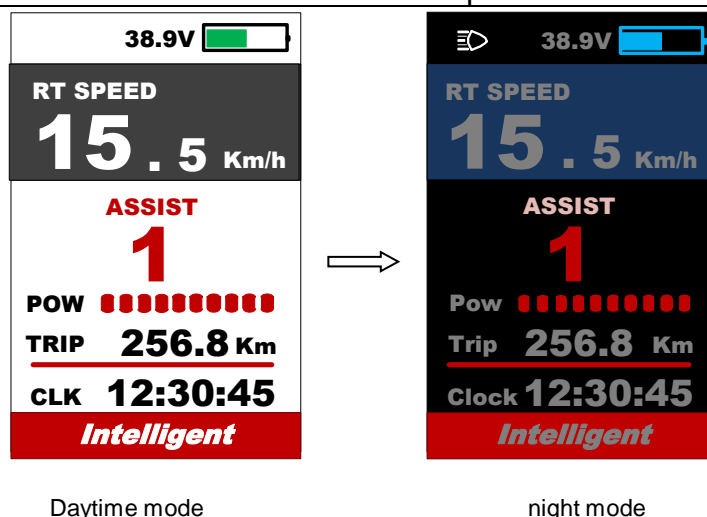 38.9V
RT SPEED
15.5 Km/h
ASSIST
1
POW
TRIP 256.8 Km
CLK 12:30:45
Intelligent
Daytime mode
38.9V
RT SPEED
15.5 Km/h
ASSIST
1
Pow
Trip 256.8 Km
Clock 12:30:45
Intelligent
night mode